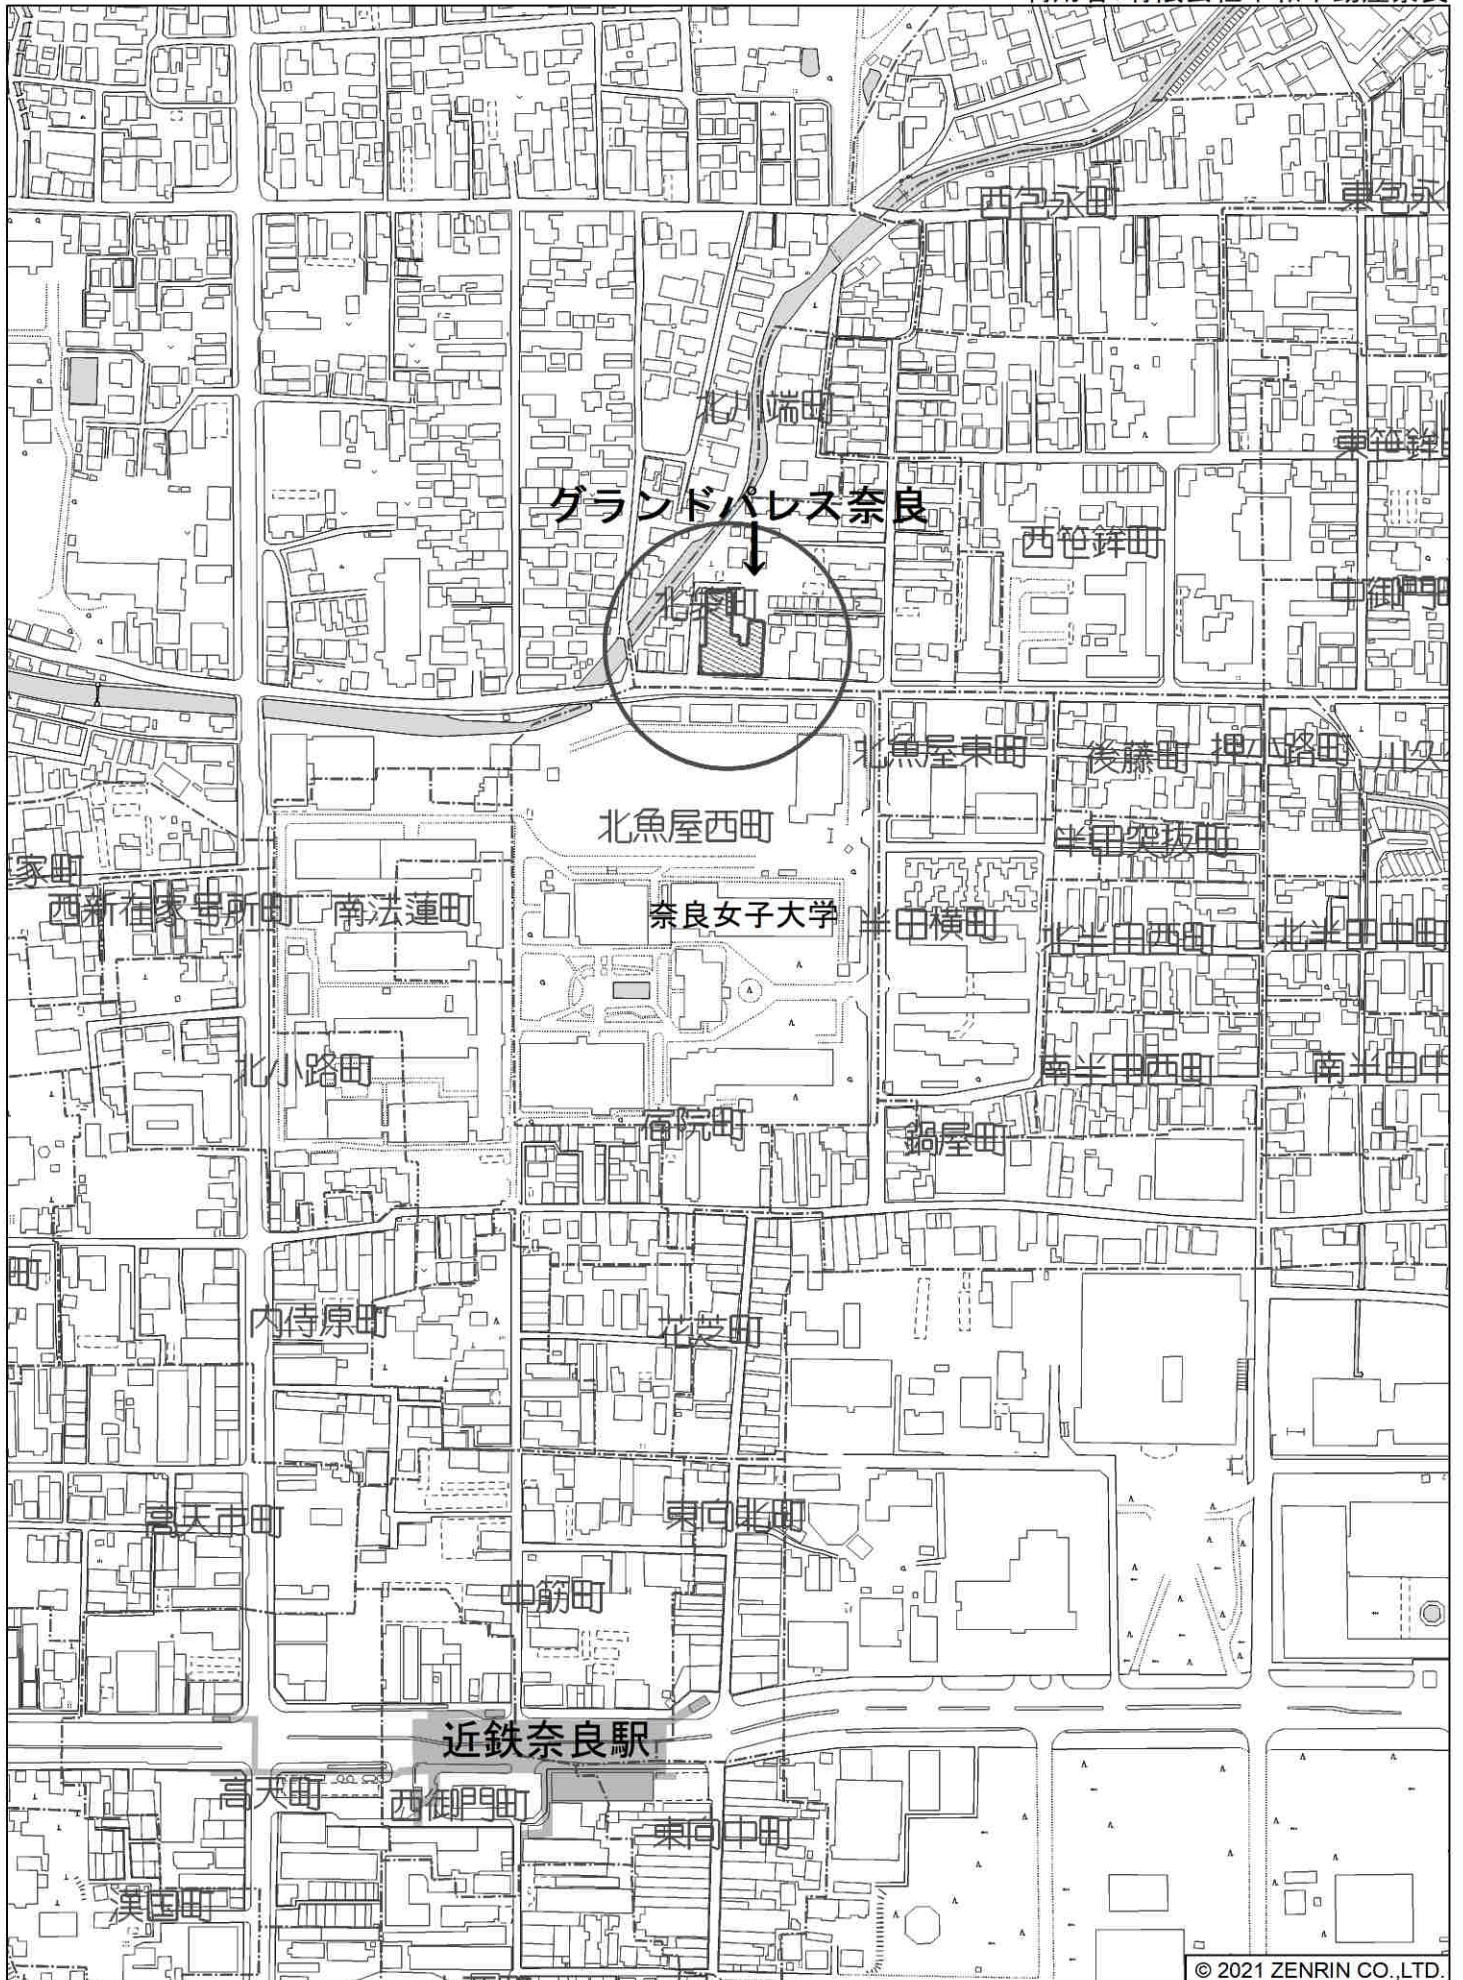 西包永町
東包永
北川端町
東笹鉾町
グランドパレス奈良
西笹鉾町
北袋町
中御門町
北魚屋東町
後藤町
押小路町
川久
北魚屋西町
半田突抜町
家町
西新在家号所町
南法蓮町
奈良女子大学
半田横町
北半田西町
北半田中町
北小路町
南半田西町
南半田中
宿院町
鍋屋町
町
内侍原町
花芝町
高天市町
東向北町
中筋町
近鉄奈良駅
高天町
西御門町
東向中町
漢国町
© 2021 ZENRIN CO.,LTD.